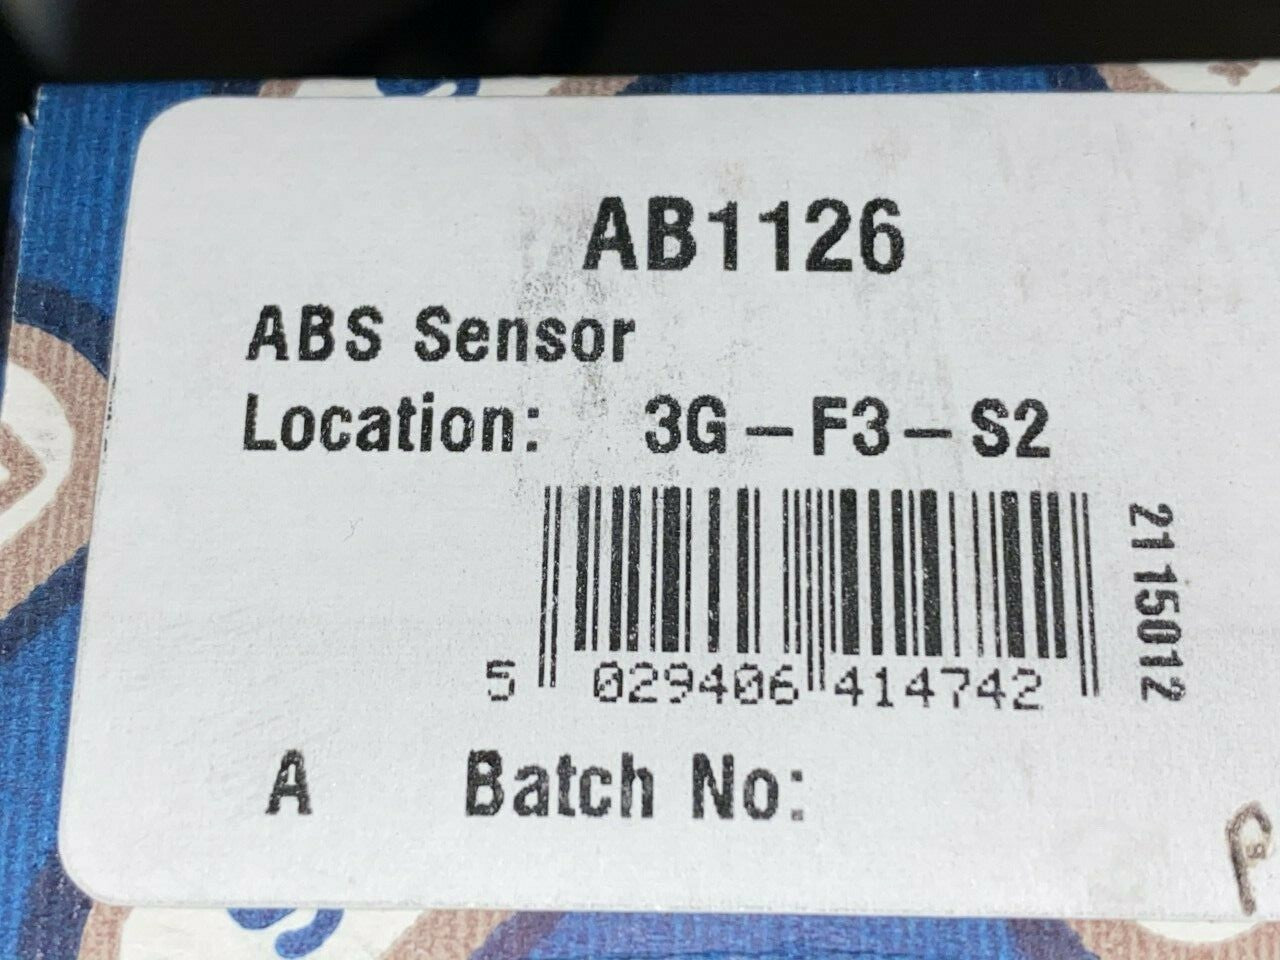 AB1126
ABS Sensor
Location: 3G - F3 - S2
5 029406 414742
2115012
A Batch No: